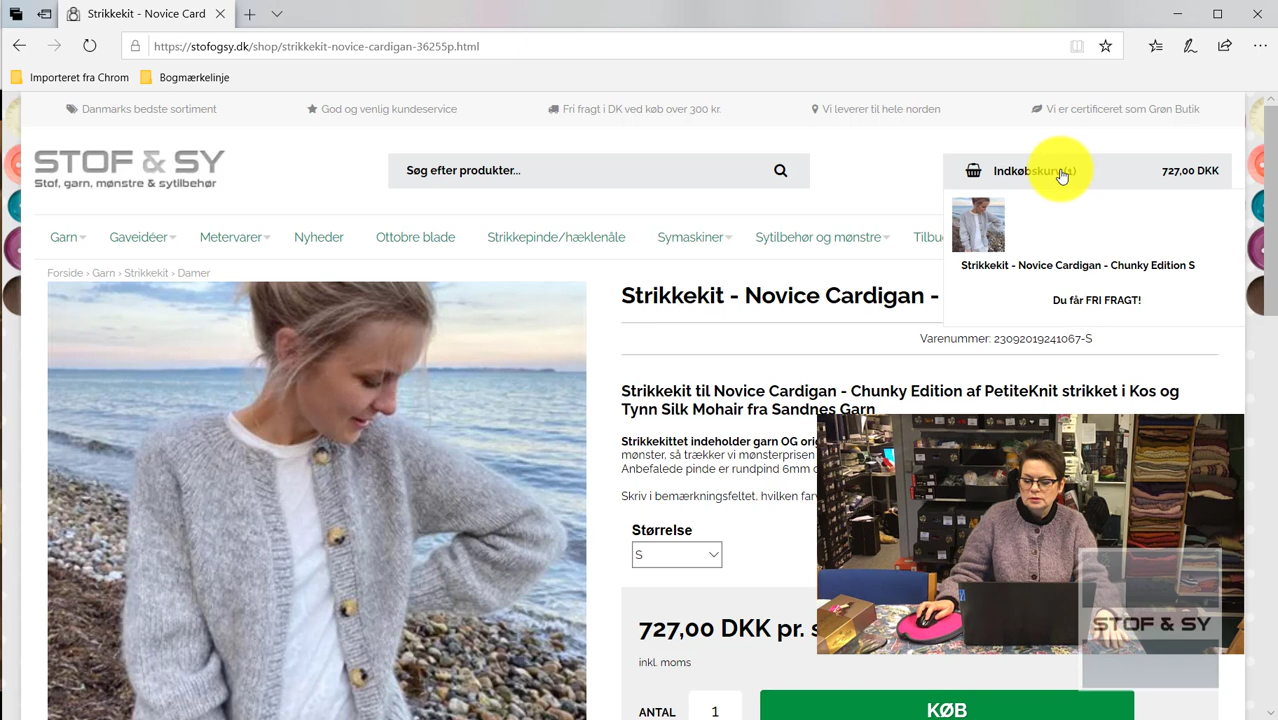 Strikkekit - Novice Card
https://stofogsy.dk/shop/strikkekit-novice-cardigan-36255p.html
Importeret fra Chrom
Bogmærkelinje
Danmarks bedste sortiment
God og venlig kundeservice
Fri fragt i DK ved køb over 300 kr.
Vi leverer til hele norden
Vi er certificeret som Grøn Butik
STOF & SY
Stof, garn, mønstre & sytilbehør
Søg efter produkter...
Indkøbskurv (1)
727,00 DKK
Strikkekit - Novice Cardigan - Chunky Edition S
Du får FRI FRAGT!
Garn
Gaveidéer
Metervarer
Nyheder
Ottobre blade
Strikkepinde/hæklenåle
Symaskiner
Sytilbehør og mønstre
Tilbu
Forside › Garn › Strikkekit › Damer
Strikkekit - Novice Cardigan -
Varenummer: 23092019241067-S
Strikkekit til Novice Cardigan - Chunky Edition af PetiteKnit strikket i Kos og
Tynn Silk Mohair fra Sandnes Garn
Strikkekittet indeholder garn OG ori
mønster, så trækker vi mønsterprisen
Anbefalede pinde er rundpind 6mm
Skriv i bemærkningsfeltet, hvilken far
Størrelse
S
727,00 DKK pr. s
inkl. moms
ANTAL
1
KØB
STOF & SY